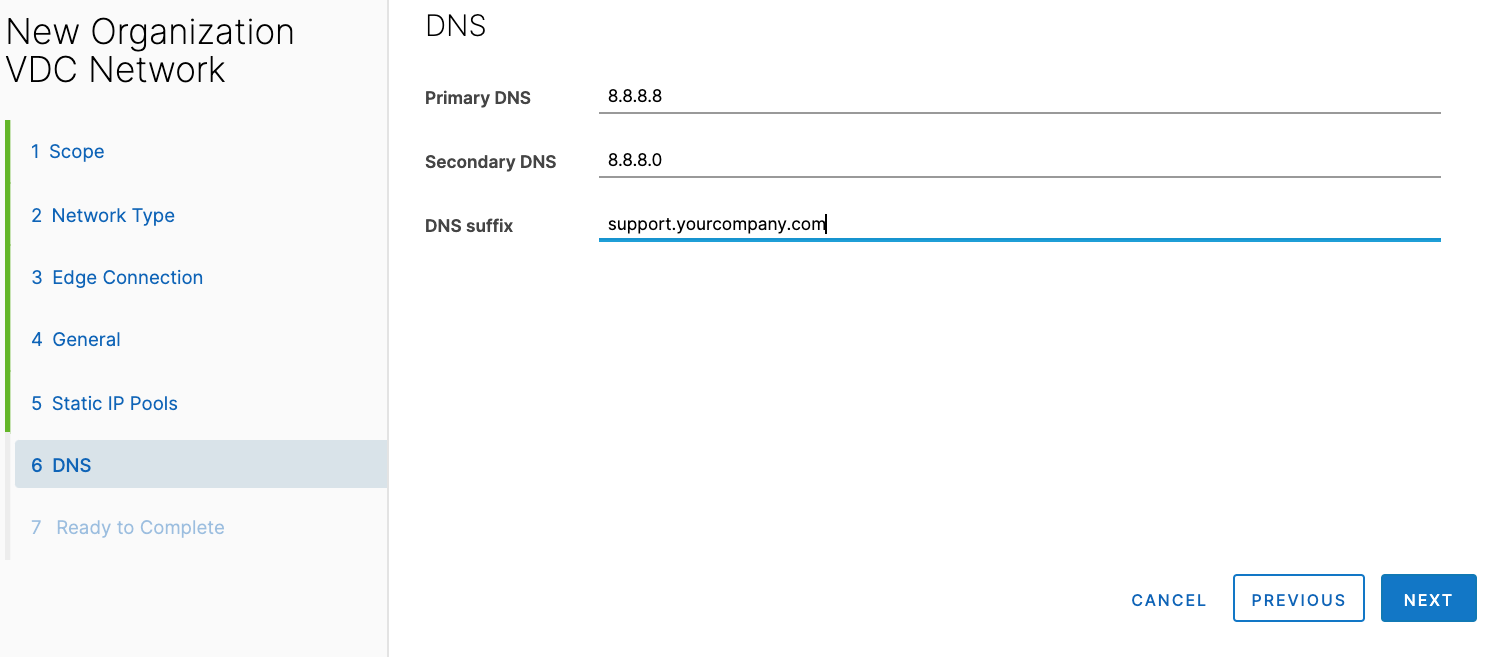 New Organization
VDC Network
1 Scope
2 Network Type
3 Edge Connection
4 General
5 Static IP Pools
6 DNS
7 Ready to Complete
DNS
Primary DNS 8.8.8.8
Secondary DNS 8.8.8.0
DNS suffix support.yourcompany.com
CANCEL PREVIOUS NEXT